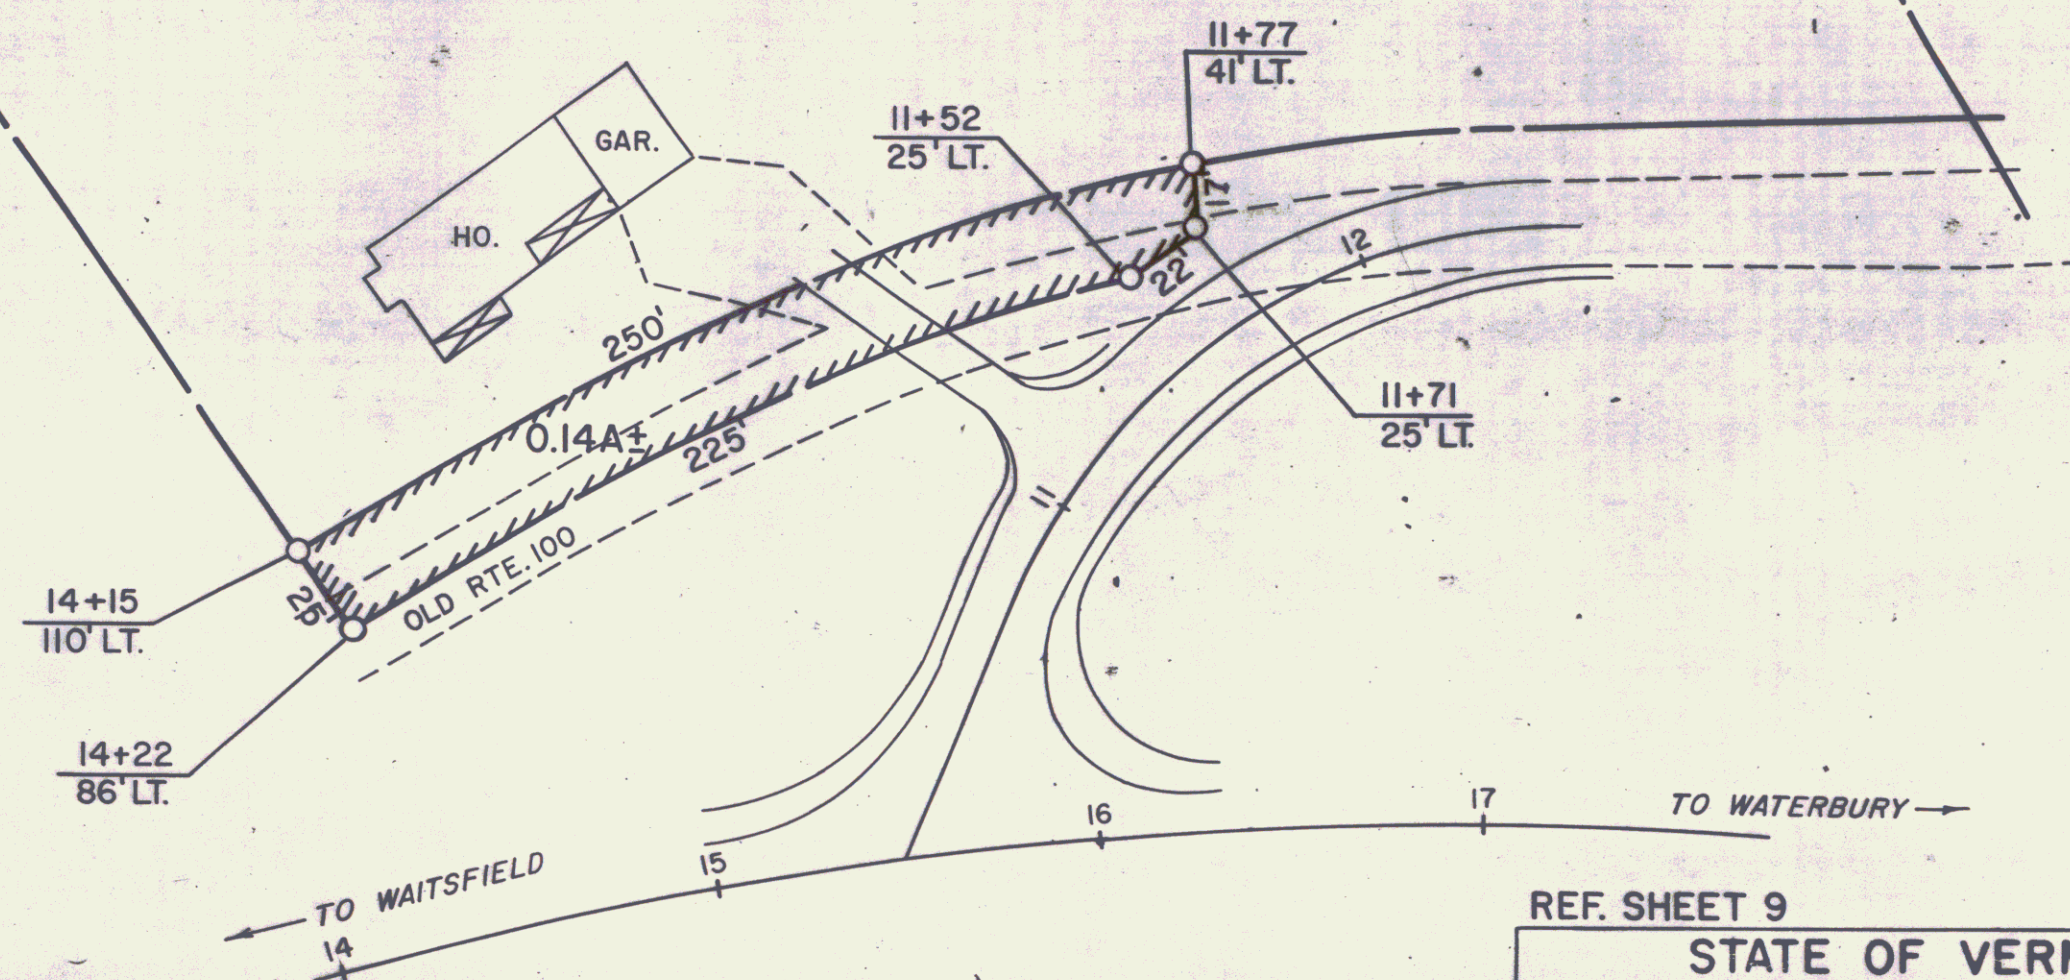 11+77
41' LT.
11+52
25' LT.
GAR.
HO.
17'
12
22'
250'
11+71
25' LT.
0.14A±
225'
11
OLD RTE. 100
14+15
110' LT.
25'
14+22
86' LT.
17
TO WATERBURY
16
15
TO WAITSFIELD
14
REF. SHEET 9
STATE OF VER